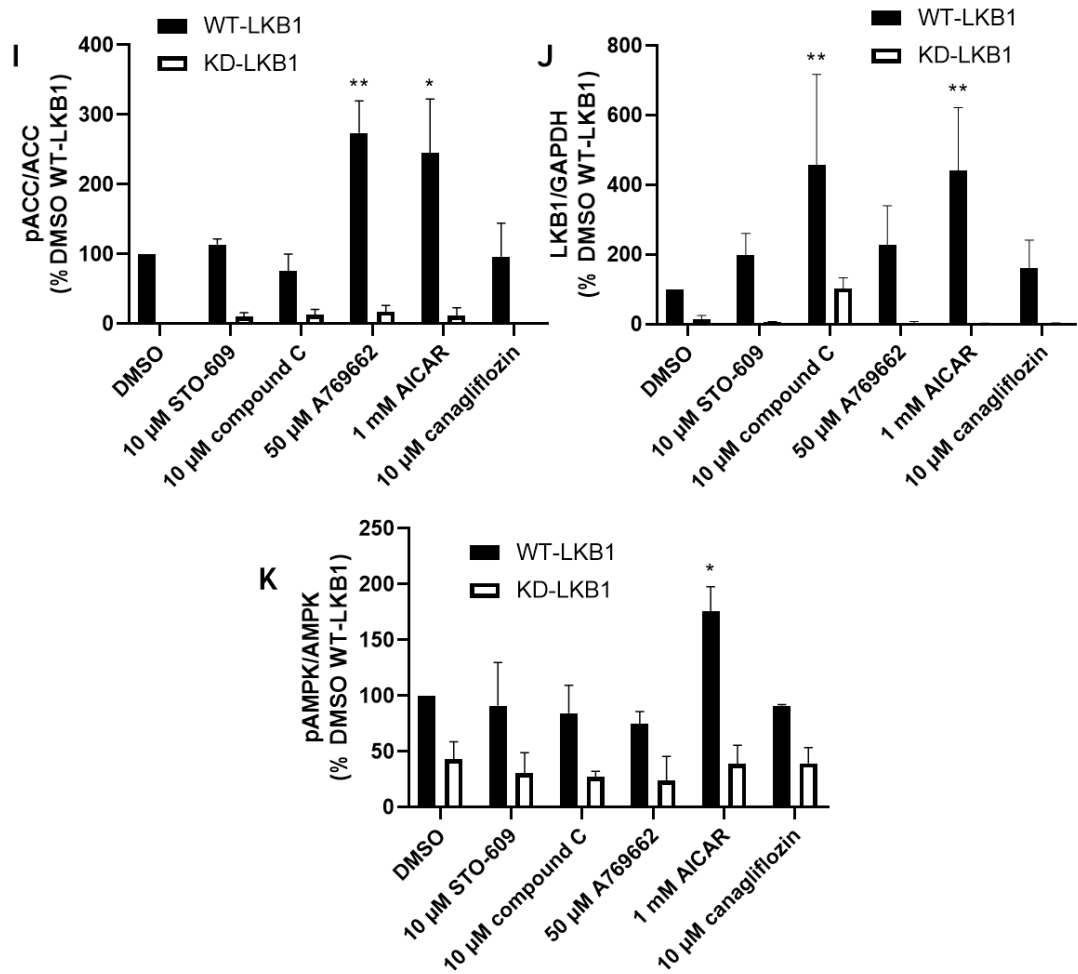 I
WT-LKB1
KD-LKB1
pACC/ACC
(% DMSO WT-LKB1)
400
300
200
100
0
**
*
DMSO
10 µM STO-609
10 µM compound C
50 µM A769662
1 mM AICAR
10 µM canagliflozin
J
WT-LKB1
KD-LKB1
LKB1/GAPDH
(% DMSO WT-LKB1)
800
600
400
200
0
**
**
DMSO
10 µM STO-609
10 µM compound C
50 µM A769662
1 mM AICAR
10 µM canagliflozin
K
WT-LKB1
KD-LKB1
pAMPK/AMPK
(% DMSO WT-LKB1)
250
200
150
100
50
0
*
DMSO
10 µM STO-609
10 µM compound C
50 µM A769662
1 mM AICAR
10 µM canagliflozin